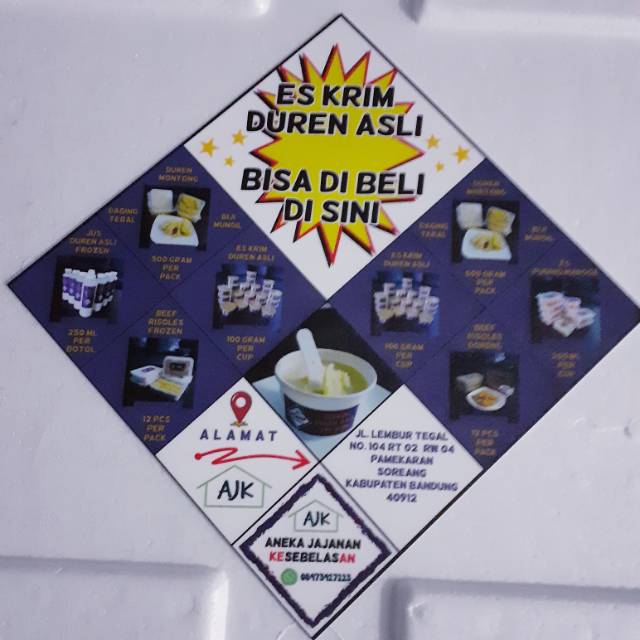 ES KRIM
DUREN ASLI
BISA DI BELI
DI SINI
DUREN
MONTONG
DAGING
TEBAL
BIJI
MUNGIL
500 GRAM
PER
PACK
JUS
DUREN ASLI
FROZEN
250 ML
PER
BOTOL
ES KRIM
DUREN ASLI
100 GRAM
PER
CUP
BEEF
RISOLES
FROZEN
12 PCS
PER
PACK
DUREN
MONTONG
DAGING
TEBAL
BIJI
MUNGIL
500 GRAM
PER
PACK
ES KRIM
DUREN ASLI
100 GRAM
PER
CUP
PER
CUP
BEEF
RISOLES
12 PCS
PER
PACK
ALAMAT
AJK
JL. LEMBUR TEGAL
NO. 104 RT 02 RW 04
PAMEKARAN
SOREANG
KABUPATEN BANDUNG
40912
AJK
ANEKA JAJANAN
KESEBELASAN